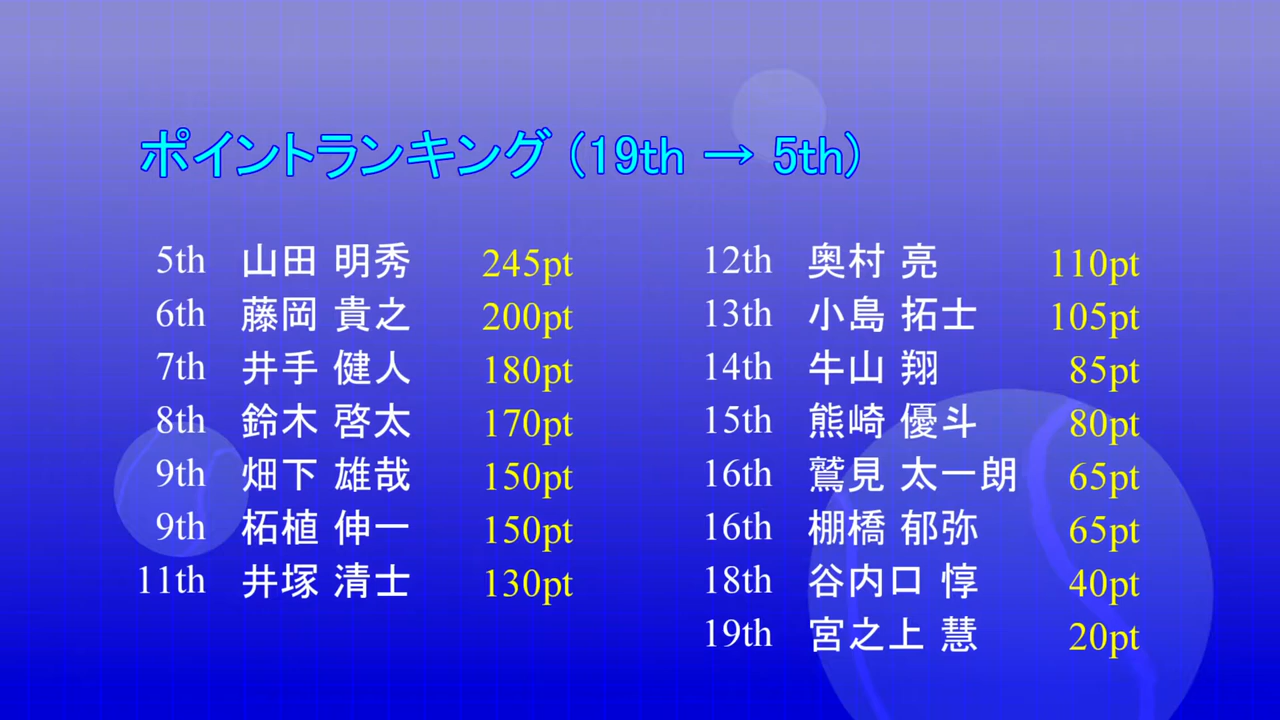 ポイントランキング (19th → 5th)
5th 山田 明秀 245pt
6th 藤岡 貴之 200pt
7th 井手 健人 180pt
8th 鈴木 啓太 170pt
9th 畑下 雄哉 150pt
9th 柘植 伸一 150pt
11th 井塚 清士 130pt
12th 奥村 亮 110pt
13th 小島 拓士 105pt
14th 牛山 翔 85pt
15th 熊崎 優斗 80pt
16th 鷲見 太一朗 65pt
16th 棚橋 郁弥 65pt
18th 谷内口 惇 40pt
19th 宮之上 慧 20pt